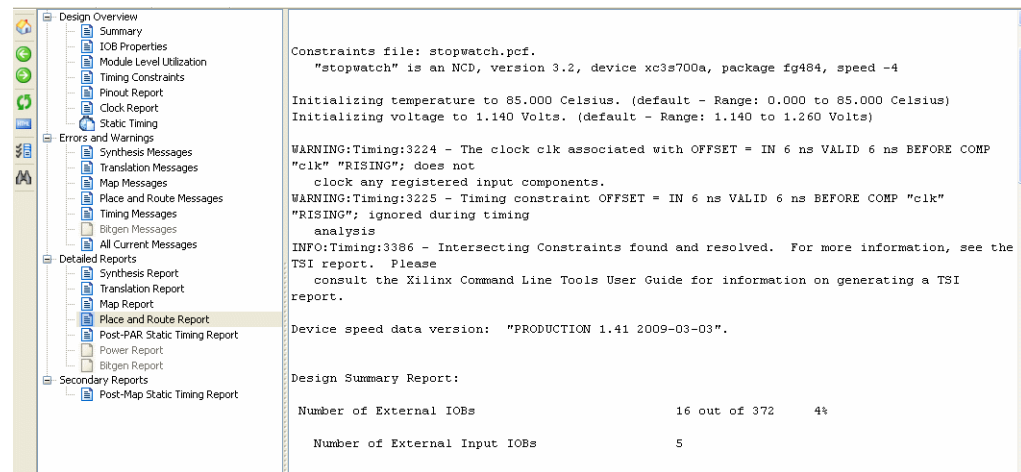 Design Overview
Summary
IOB Properties
Module Level Utilization
Timing Constraints
Pinout Report
Clock Report
Static Timing
Errors and Warnings
Synthesis Messages
Translation Messages
Map Messages
Place and Route Messages
Timing Messages
Bitgen Messages
All Current Messages
Detailed Reports
Synthesis Report
Translation Report
Map Report
Place and Route Report
Post-PAR Static Timing Report
Power Report
Bitgen Report
Secondary Reports
Post-Map Static Timing Report
Constraints file: stopwatch.pcf.
"stopwatch" is an NCD, version 3.2, device xc3s700a, package fg484, speed -4
Initializing temperature to 85.000 Celsius. (default - Range: 0.000 to 85.000 Celsius)
Initializing voltage to 1.140 Volts. (default - Range: 1.140 to 1.260 Volts)
WARNING:Timing:3224 - The clock clk associated with OFFSET = IN 6 ns VALID 6 ns BEFORE COMP
"clk" "RISING"; does not
clock any registered input components.
WARNING:Timing:3225 - Timing constraint OFFSET = IN 6 ns VALID 6 ns BEFORE COMP "clk"
"RISING"; ignored during timing
analysis
INFO:Timing:3386 - Intersecting Constraints found and resolved. For more information, see the
TSI report. Please
consult the Xilinx Command Line Tools User Guide for information on generating a TSI
report.
Device speed data version: "PRODUCTION 1.41 2009-03-03".
Design Summary Report:
Number of External IOBs 16 out of 372 4%
Number of External Input IOBs 5